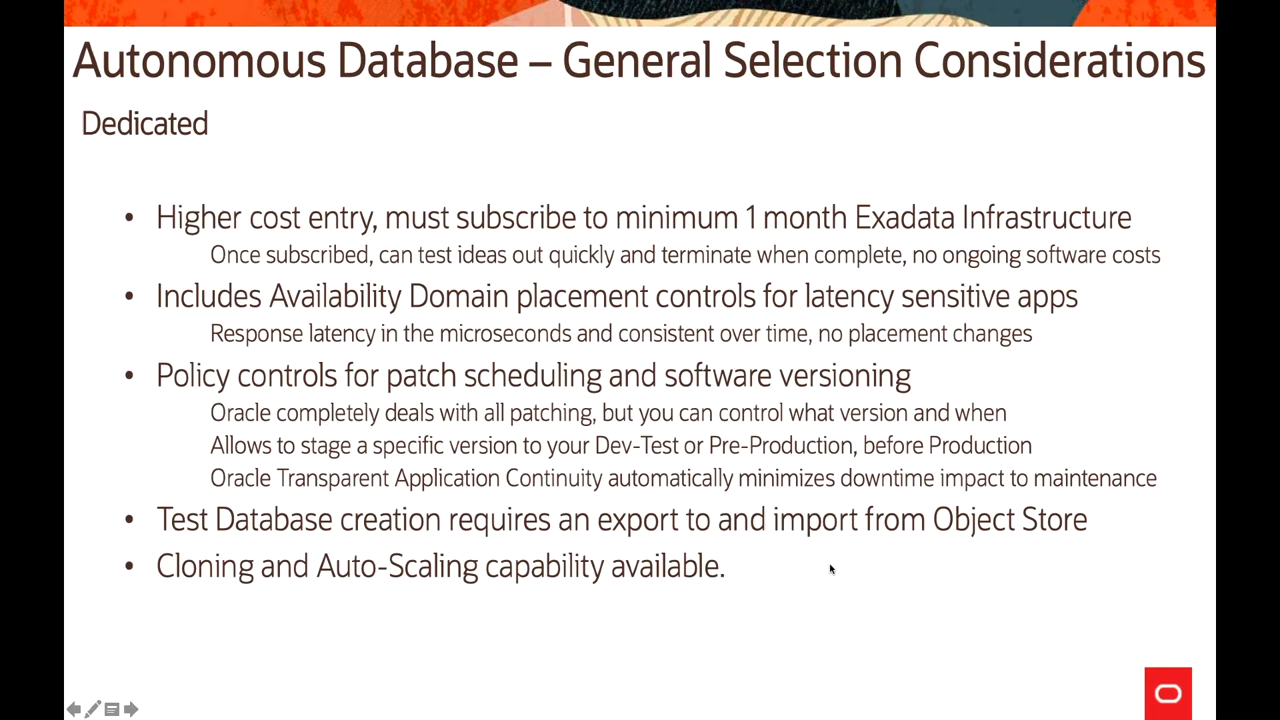 Autonomous Database – General Selection Considerations
Dedicated
• Higher cost entry, must subscribe to minimum 1 month Exadata Infrastructure
Once subscribed, can test ideas out quickly and terminate when complete, no ongoing software costs
• Includes Availability Domain placement controls for latency sensitive apps
Response latency in the microseconds and consistent over time, no placement changes
• Policy controls for patch scheduling and software versioning
Oracle completely deals with all patching, but you can control what version and when
Allows to stage a specific version to your Dev-Test or Pre-Production, before Production
Oracle Transparent Application Continuity automatically minimizes downtime impact to maintenance
• Test Database creation requires an export to and import from Object Store
• Cloning and Auto-Scaling capability available.